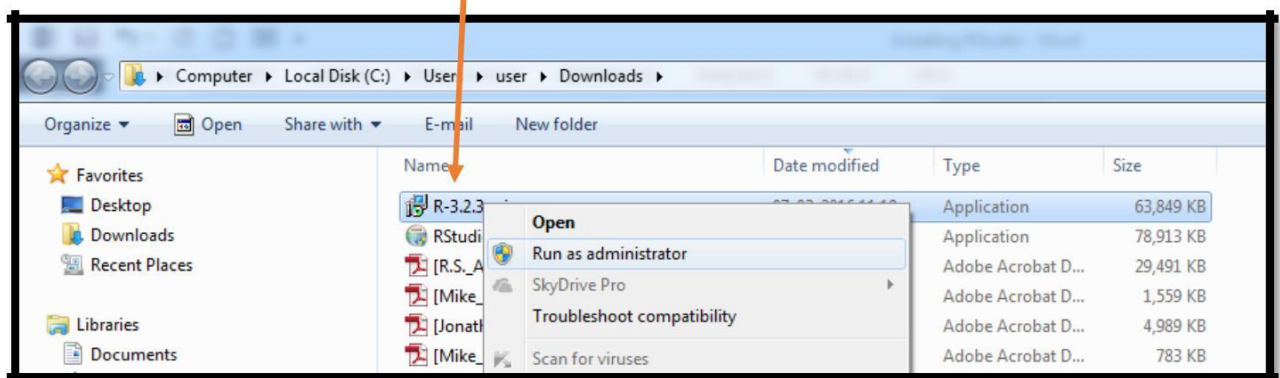 Computer ▸ Local Disk (C:) ▸ Users ▸ user ▸ Downloads ▸
Organize ▾ Open Share with ▾ E-mail New folder
Name Date modified Type Size
Favorites
Desktop
Downloads
Recent Places
Libraries
Documents
R-3.2.3 Application 63,849 KB
RStudi Application 78,913 KB
[R.S._A Adobe Acrobat D... 29,491 KB
[Mike_ Adobe Acrobat D... 1,559 KB
[Jonath Adobe Acrobat D... 4,989 KB
[Mike_ Adobe Acrobat D... 783 KB
Open
Run as administrator
SkyDrive Pro
Troubleshoot compatibility
Scan for viruses